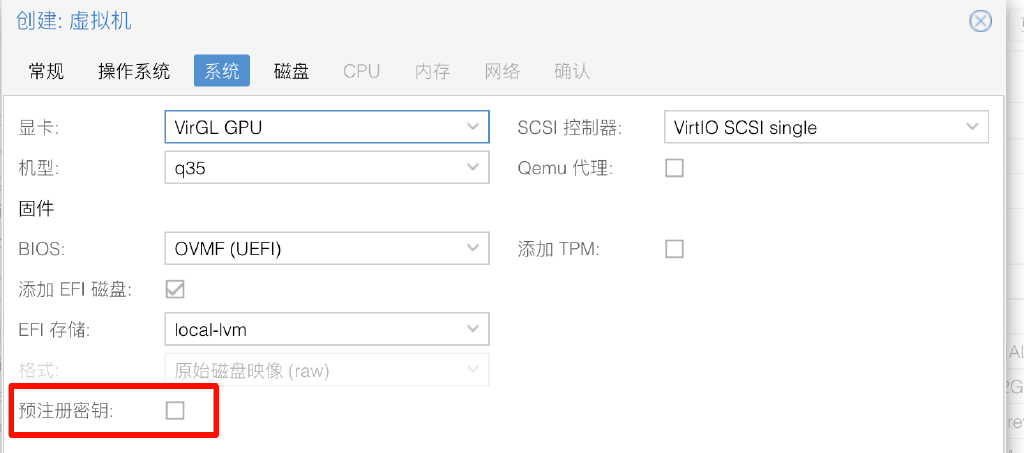 创建: 虚拟机
常规 操作系统 系统 磁盘 CPU 内存 网络 确认
显卡: VirGL GPU SCSI 控制器: VirtIO SCSI single
机型: q35 Qemu 代理:
固件
BIOS: OVMF (UEFI) 添加 TPM:
添加 EFI 磁盘:
EFI 存储: local-lvm
格式: 原始磁盘映像 (raw)
预注册密钥: